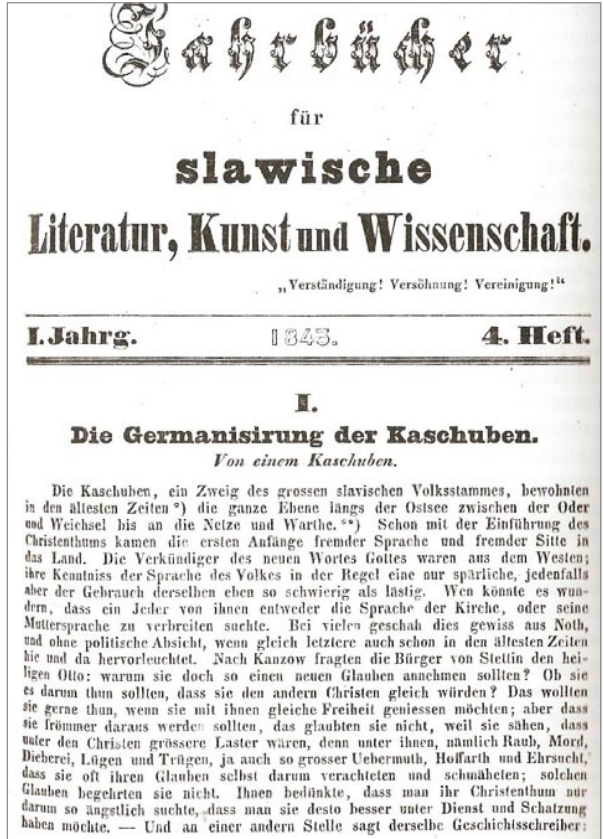 Jahrbücher
für
slawische
Literatur, Kunst und Wissenschaft.
„Verständigung! Versöhnung! Vereinigung!“
I. Jahrg. 1843. 4. Heft.
I.
Die Germanisirung der Kaschuben.
Von einem Kaschuben.
Die Kaschuben, ein Zweig des grossen slavischen Volksstammes, bewohnten
in den ältesten Zeiten *) die ganze Ebene längs der Ostsee zwischen der Oder
und Weichsel bis an die Netze und Warthe. **) Schon mit der Einführung des
Christenthums kamen die ersten Anfänge fremder Sprache und fremder Sitte in
das Land. Die Verkündiger des neuen Wortes Gottes waren aus dem Westen;
ihre Kenntniss der Sprache des Volkes in der Regel eine nur spärliche, jedenfalls
aber der Gebrauch derselben eben so schwierig als lästig. Wen könnte es wun-
dern, dass ein Jeder von ihnen entweder die Sprache der Kirche, oder seine
Muttersprache zu verbreiten suchte. Bei vielen geschah dies gewiss aus Noth,
und ohne politische Absicht, wenn gleich letztere auch schon in den ältesten Zeiten
hie und da hervorleuchtet. Nach Kanzow fragten die Bürger von Stettin den hei-
ligen Otto: warum sie doch so einen neuen Glauben annehmen sollten? Ob sie
es darum thun sollten, dass sie den andern Christen gleich würden? Das wollten
sie gerne thun, wenn sie mit ihnen gleiche Freiheit geniessen möchten; aber dass
sie frömmer daraus werden sollten, das glaubten sie nicht, weil sie sähen, dass
unter den Christen grössere Laster wären, denn unter ihnen, nämlich Raub, Mord,
Dieberei, Lügen und Trügen, ja auch so grosser Uebermuth, Hoffarth und Ehrsucht,
dass sie oft ihren Glauben selbst darum verachteten und schmäheten; solchen
Glauben begehrten sie nicht. Ihnen bedünkte, dass man ihr Christenthum nur
darum so ängstlich suchte, dass man sie desto besser unter Dienst und Schatzung
haben möchte. — Und an einer andern Stelle sagt derselbe Geschichtsschreiber: